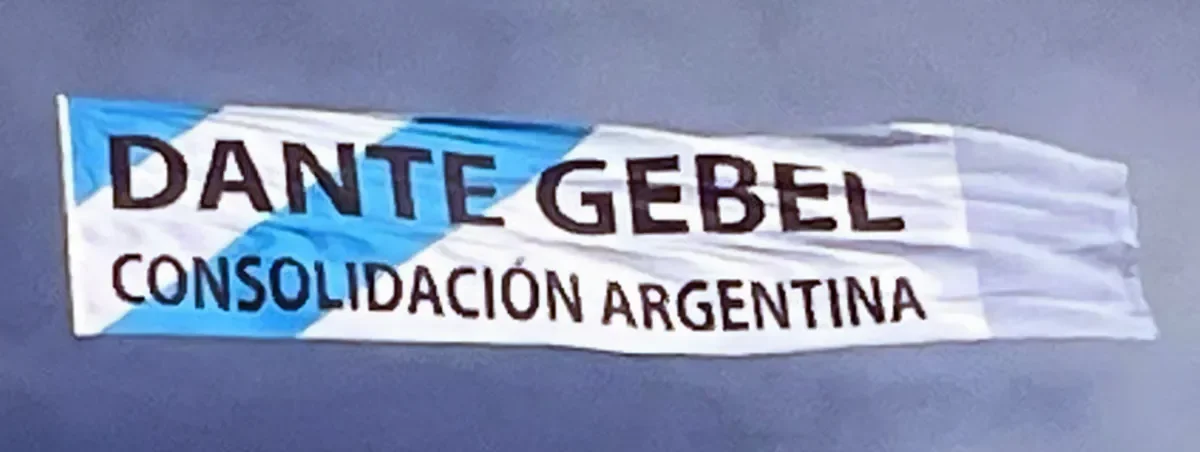 DANTE GEBEL
CONSOLIDACIÓN ARGENTINA